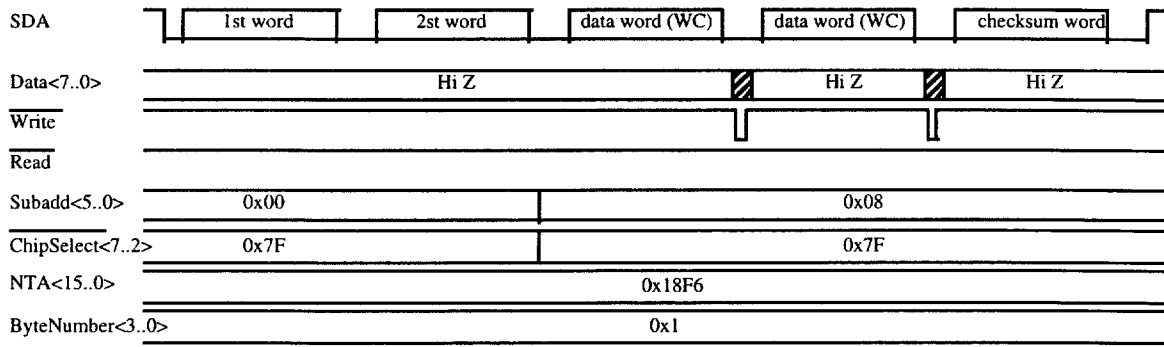 SDA 1st word 2st word data word (WC) data word (WC) checksum word
Data<7..0> Hi Z Hi Z Hi Z
Write
Read
Subadd<5..0> 0x00 0x08
ChipSelect<7..2> 0x7F 0x7F
NTA<15..0> 0x18F6
ByteNumber<3..0> 0x1